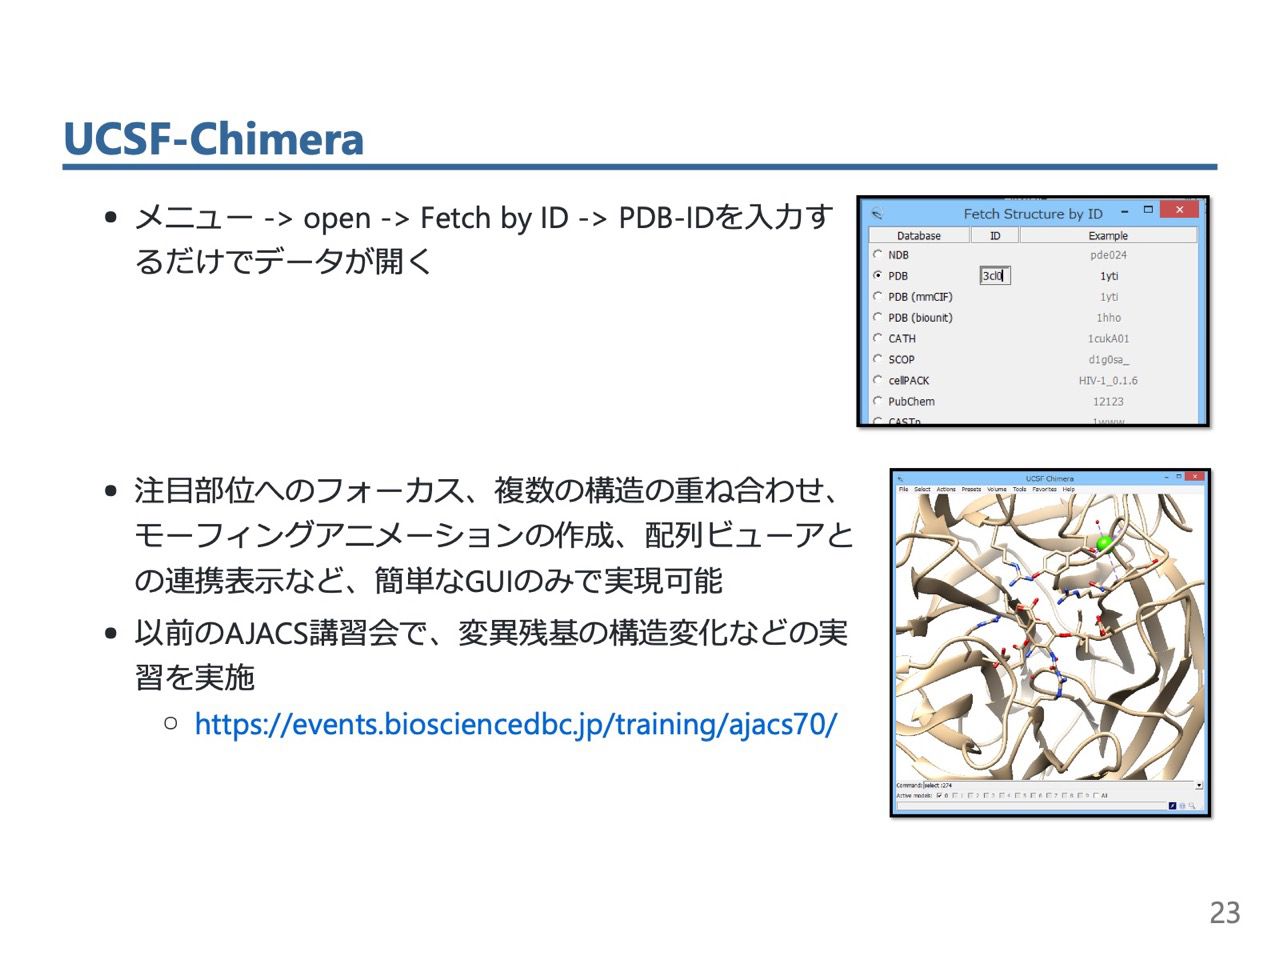 UCSF-Chimera
メニュー -> open -> Fetch by ID -> PDB-IDを入力す
るだけでデータが開く
Fetch Structure by ID
Database ID Example
NDB pde024
PDB 3cl0 1yti
PDB (mmCIF) 1yti
PDB (biounit) 1hho
CATH 1cukA01
SCOP d1g0sa_
cellPACK HIV-1_0.1.6
PubChem 12123
CASTp 1www
注目部位へのフォーカス、複数の構造の重ね合わせ、
モーフィングアニメーションの作成、配列ビューアと
の連携表示など、簡単なGUIのみで実現可能
以前のAJACS講習会で、変異残基の構造変化などの実
習を実施
https://events.biosciencedbc.jp/training/ajacs70/
UCSF Chimera
File Select Actions Presets Volume Tools Favorites Help
Command: select :274
Active models: 0 1 2 3 4 5 6 7 8 9 All
23